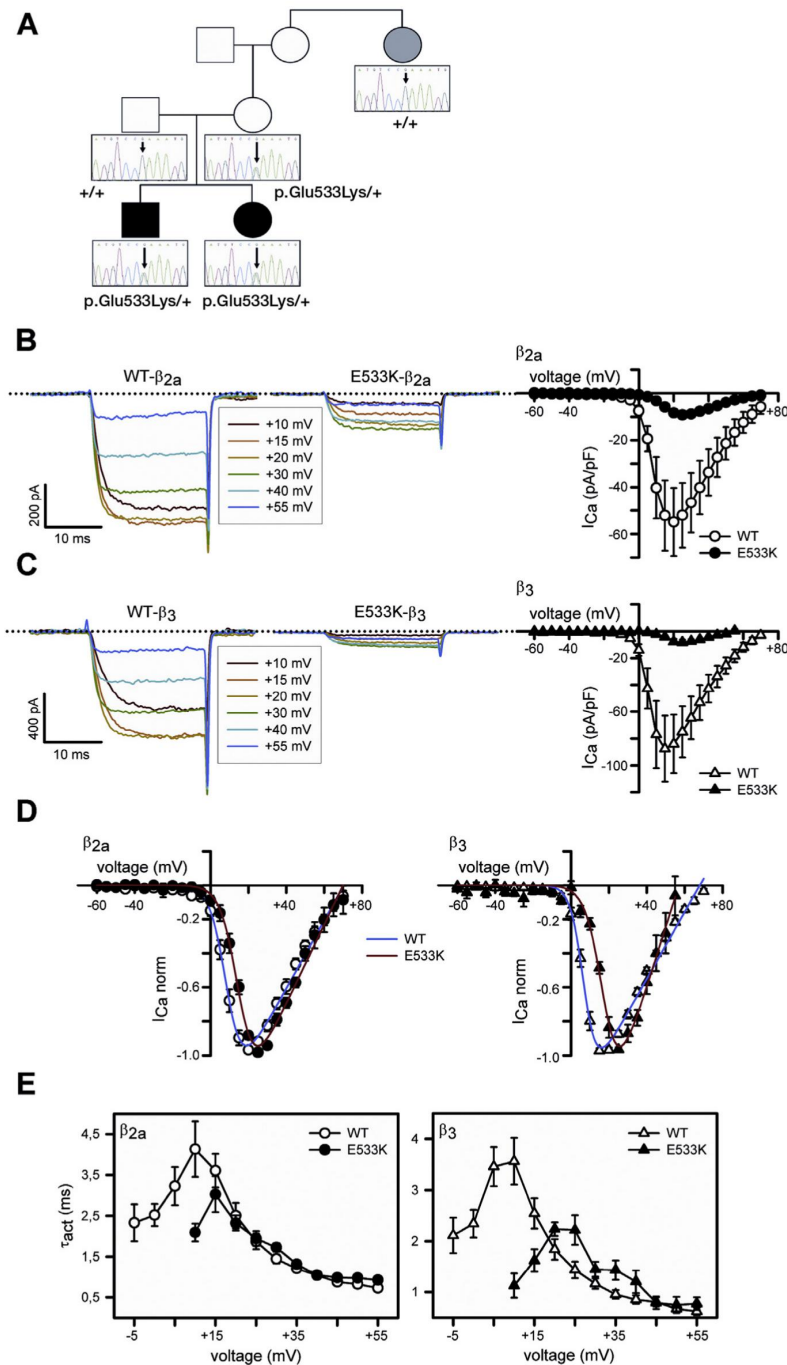 A
+/+
+/+
p.Glu533Lys/+
p.Glu533Lys/+
p.Glu533Lys/+
B
WT-β2a
E533K-β2a
+10 mV
+15 mV
+20 mV
+30 mV
+40 mV
+55 mV
200 pA
10 ms
β2a
voltage (mV)
-60 -40 +80
-20
-40
-60
ICa (pA/pF)
WT
E533K
C
WT-β3
E533K-β3
+10 mV
+15 mV
+20 mV
+30 mV
+40 mV
+55 mV
400 pA
10 ms
β3
voltage (mV)
-60 -40 +80
-20
-60
-100
ICa (pA/pF)
WT
E533K
D
β2a
voltage (mV)
-60 -40 0 +40 +80
-0.2
-0.6
-1.0
ICa norm
WT
E533K
β3
voltage (mV)
-60 -40 +40 +80
-0.2
-0.6
-1.0
ICa norm
E
β2a
WT
E533K
4,5
3,5
2,5
1,5
0,5
τact (ms)
-5 +15 +35 +55
voltage (mV)
β3
WT
E533K
4
3
2
1
-5 +15 +35 +55
voltage (mV)